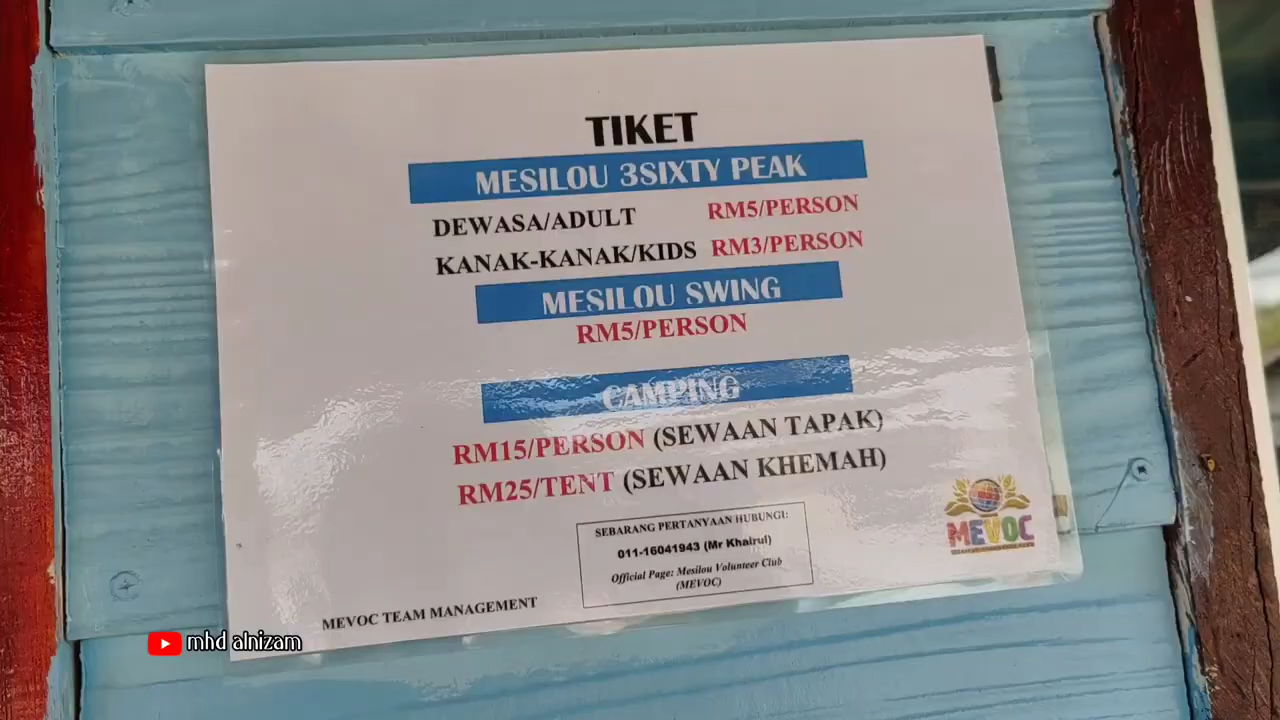 TIKET
MESILOU 3SIXTY PEAK
DEWASA/ADULT RM5/PERSON
KANAK-KANAK/KIDS RM3/PERSON
MESILOU SWING
RM5/PERSON
CAMPING
RM15/PERSON (SEWAAN TAPAK)
RM25/TENT (SEWAAN KHEMAH)
SEBARANG PERTANYAAN HUBUNGI:
011-16041943 (Mr Khairul)
Official Page: Mesilou Volunteer Club
(MEVOC)
MEVOC
MEVOC TEAM MANAGEMENT
mhd alnizam